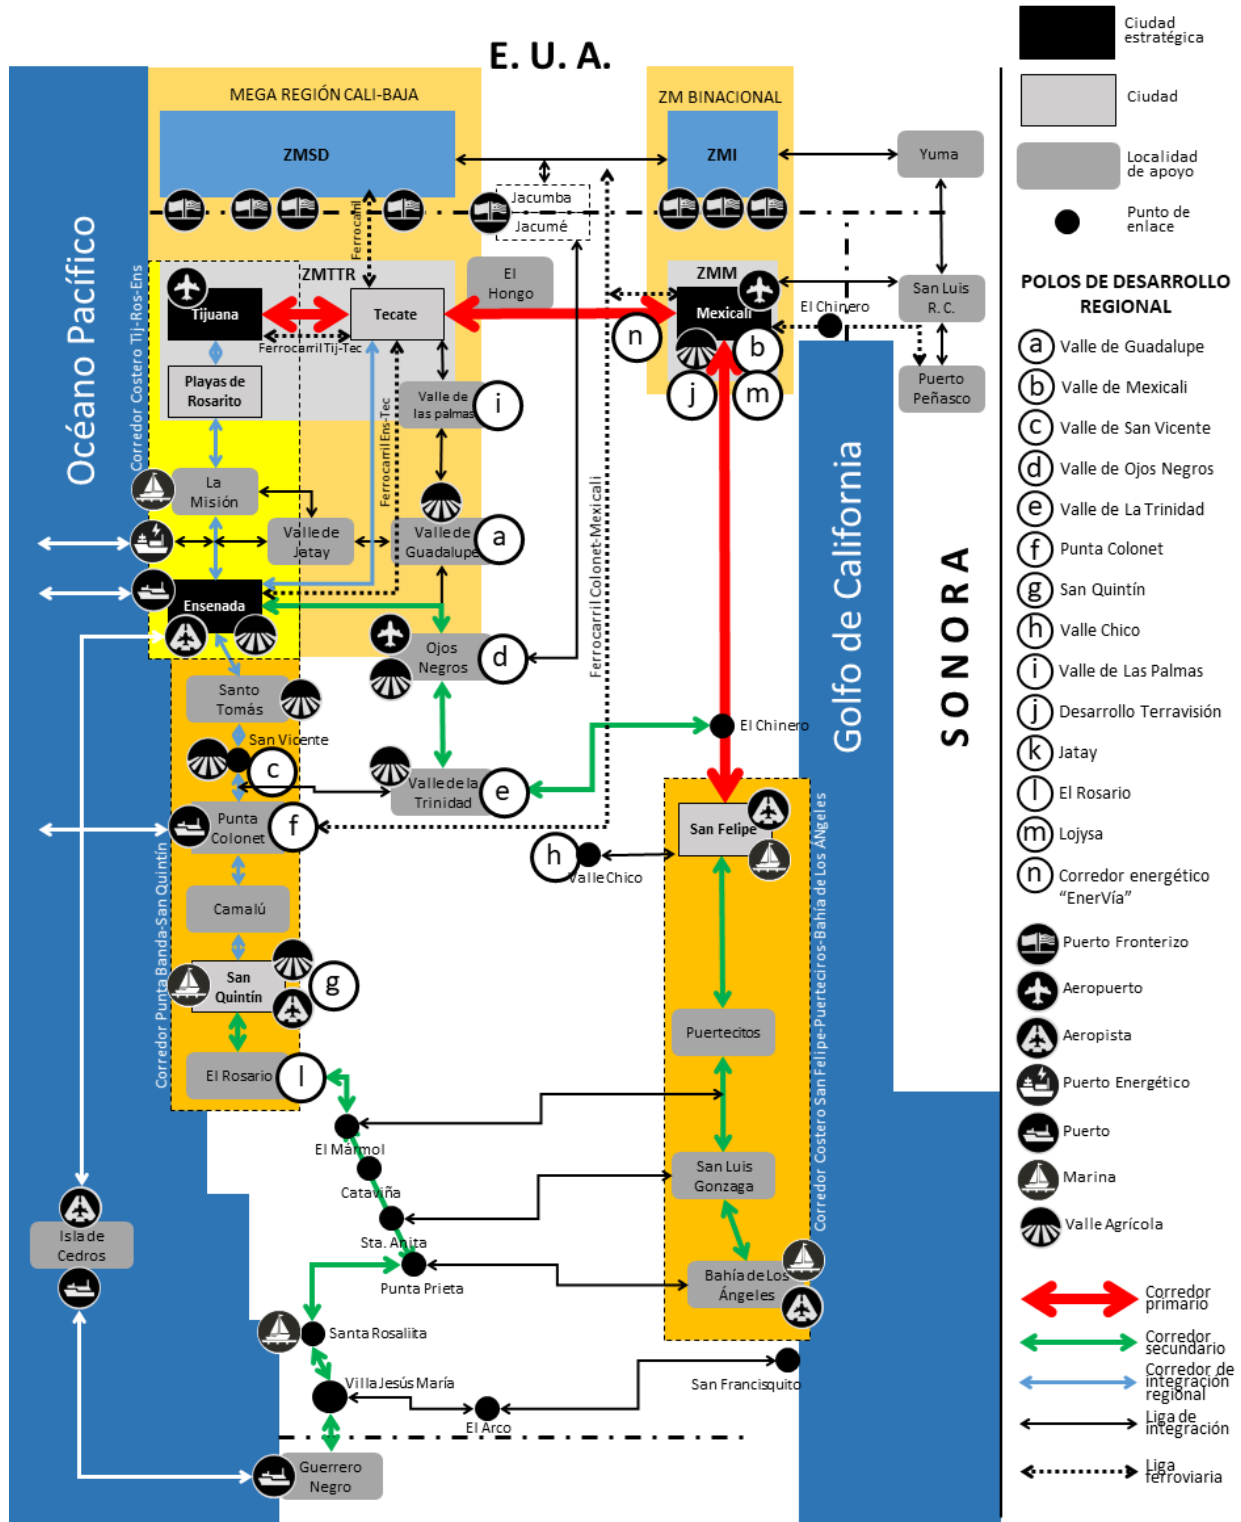 E. U. A.
MEGA REGIÓN CALI-BAJA
ZM BINACIONAL
ZMSD
ZMI
Yuma
Jacumba
Jacumé
Ferrocarril
ZMTTR
El
Hongo
ZMM
San Luis
R. C.
El Chinero
Tijuana
Tecate
Mexicali
n
b
j
m
Ferrocarril Tij-Tec
Puerto
Peñasco
Playas de
Rosarito
Valle de
las palmas
i
Ferrocarril Ens-Tec
La
Misión
Valle de
Jatay
Valle de
Guadalupe
a
Ensenada
Ojos
Negros
d
Ferrocarril Colonet-Mexicali
Santo
Tomás
San Vicente
c
El Chinero
Valle de la
Trinidad
e
Punta
Colonet
f
San Felipe
h
Valle Chico
Camalú
San
Quintín
g
Puertecitos
El Rosario
l
El Mármol
Cataviña
San Luis
Gonzaga
Sta. Anita
Punta Prieta
Bahía de Los
Ángeles
Isla de
Cedros
Santa Rosaliita
Villa Jesús María
San Francisquito
El Arco
Guerrero
Negro
Océano Pacífico
Corredor Costero Tij-Ros-Ens
Corredor Punta Banda-San Quintín
Corredor Costero San Felipe-Puerteciros-Bahía de Los ÁNgeles
Golfo de California
SONORA
Ciudad
estratégica
Ciudad
Localidad
de apoyo
Punto de
enlace
POLOS DE DESARROLLO
REGIONAL
a Valle de Guadalupe
b Valle de Mexicali
c Valle de San Vicente
d Valle de Ojos Negros
e Valle de La Trinidad
f Punta Colonet
g San Quintín
h Valle Chico
i Valle de Las Palmas
j Desarrollo Terravisión
k Jatay
l El Rosario
m Lojysa
n Corredor energético
“EnerVía”
Puerto Fronterizo
Aeropuerto
Aeropista
Puerto Energético
Puerto
Marina
Valle Agrícola
Corredor
primario
Corredor
secundario
Corredor de
integración
regional
Liga de
integración
Liga
ferroviaria